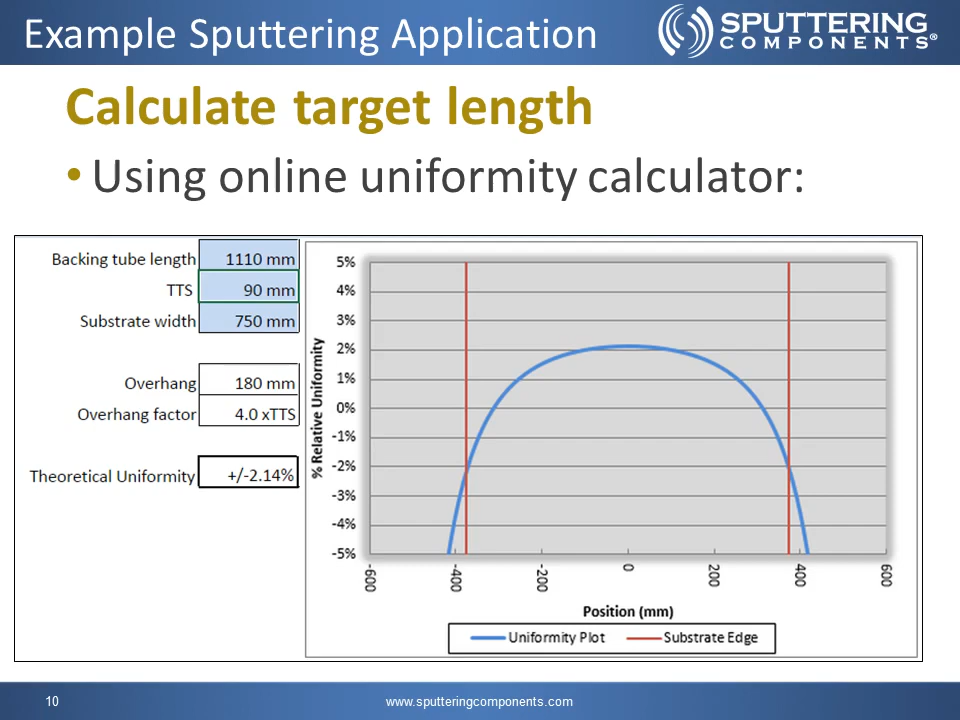 Example Sputtering Application
SPUTTERING
COMPONENTS®
Calculate target length
• Using online uniformity calculator:
Backing tube length 1110 mm
TTS 90 mm
Substrate width 750 mm
Overhang 180 mm
Overhang factor 4.0 xTTS
Theoretical Uniformity +/-2.14%
% Relative Uniformity
5%
4%
3%
2%
1%
0%
-1%
-2%
-3%
-4%
-5%
-600 -400 -200 0 200 400 600
Position (mm)
Uniformity Plot Substrate Edge
10 www.sputteringcomponents.com